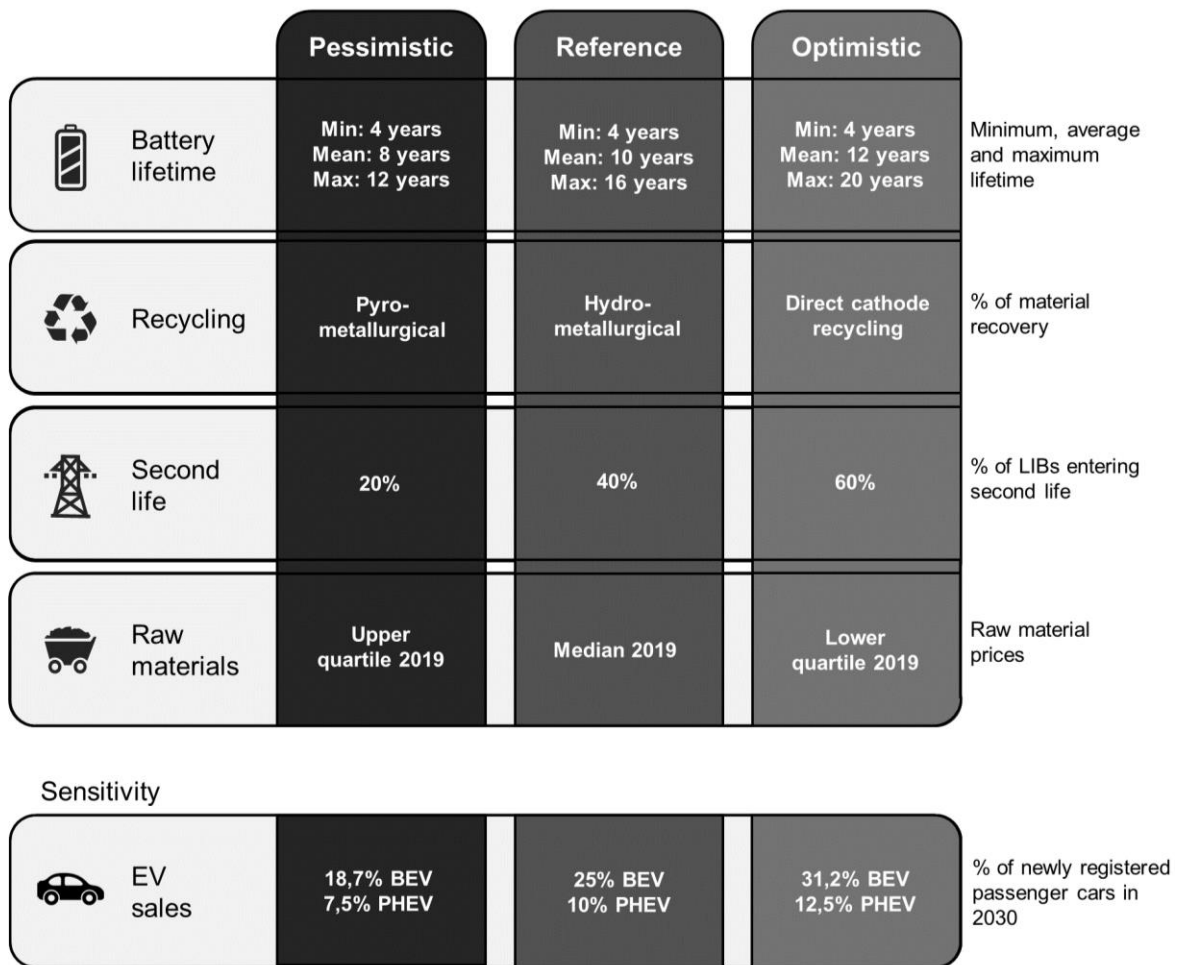 Pessimistic
Reference
Optimistic
Battery
lifetime
Min: 4 years
Mean: 8 years
Max: 12 years
Min: 4 years
Mean: 10 years
Max: 16 years
Min: 4 years
Mean: 12 years
Max: 20 years
Minimum, average
and maximum
lifetime
Recycling
Pyro-
metallurgical
Hydro-
metallurgical
Direct cathode
recycling
% of material
recovery
Second
life
20%
40%
60%
% of LIBs entering
second life
Raw
materials
Upper
quartile 2019
Median 2019
Lower
quartile 2019
Raw material
prices
Sensitivity
EV
sales
18,7% BEV
7,5% PHEV
25% BEV
10% PHEV
31,2% BEV
12,5% PHEV
% of newly registered
passenger cars in
2030